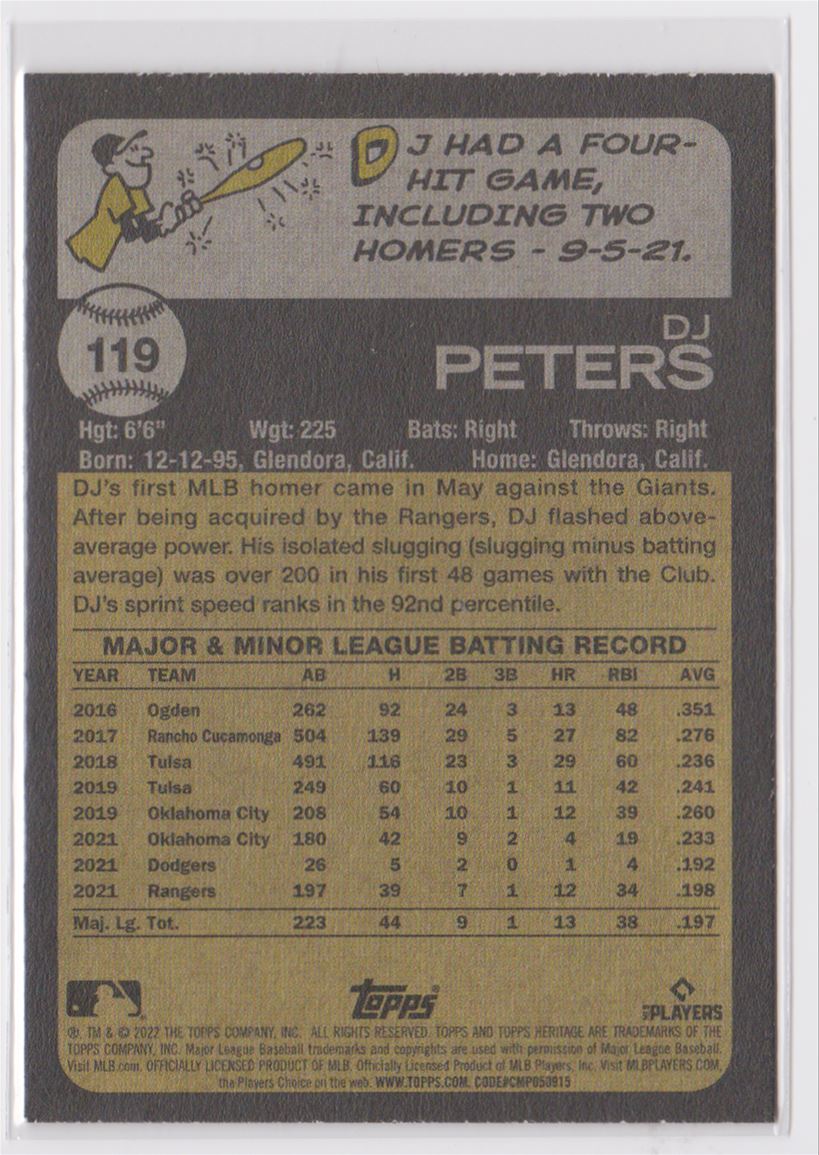 DJ HAD A FOUR-
HIT GAME,
INCLUDING TWO
HOMERS - 9-5-21.
119
DJ
PETERS
Hgt: 6'6" Wgt: 225 Bats: Right Throws: Right
Born: 12-12-95, Glendora, Calif. Home: Glendora, Calif.
DJ's first MLB homer came in May against the Giants.
After being acquired by the Rangers, DJ flashed above-
average power. His isolated slugging (slugging minus batting
average) was over 200 in his first 48 games with the Club.
DJ's sprint speed ranks in the 92nd percentile.
MAJOR & MINOR LEAGUE BATTING RECORD
YEAR TEAM AB H 2B 3B HR RBI AVG
2016 Ogden 262 92 24 3 13 48 .351
2017 Rancho Cucamonga 504 139 29 5 27 82 .276
2018 Tulsa 491 116 23 3 29 60 .236
2019 Tulsa 249 60 10 1 11 42 .241
2019 Oklahoma City 208 54 10 1 12 39 .260
2021 Oklahoma City 180 42 9 2 4 19 .233
2021 Dodgers 26 5 2 0 1 4 .192
2021 Rangers 197 39 7 1 12 34 .198
Maj. Lg. Tot. 223 44 9 1 13 38 .197
topps® MLBPLAYERS
®, TM & © 2022 THE TOPPS COMPANY, INC. ALL RIGHTS RESERVED. TOPPS AND TOPPS HERITAGE ARE TRADEMARKS OF THE
TOPPS COMPANY, INC. Major League Baseball trademarks and copyrights are used with permission of Major League Baseball.
Visit MLB.com. OFFICIALLY LICENSED PRODUCT OF MLB. Officially Licensed Product of MLB Players, Inc. Visit MLBPLAYERS.COM,
the Players Choice on the web. WWW.TOPPS.COM. CODE#CMP053915